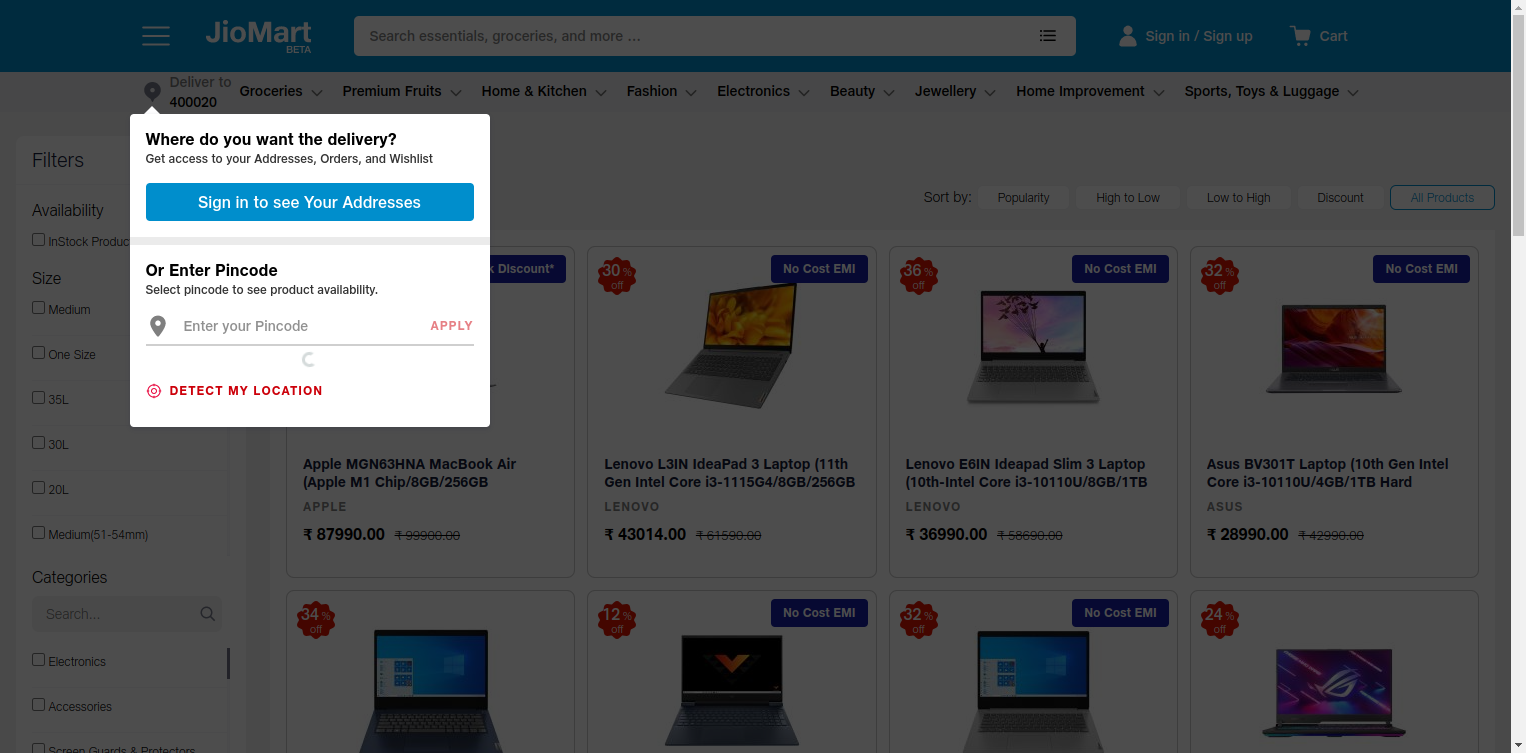 JioMart
BETA
Search essentials, groceries, and more ...
Sign in / Sign up
Cart
Deliver to
400020
Groceries
Premium Fruits
Home & Kitchen
Fashion
Electronics
Beauty
Jewellery
Home Improvement
Sports, Toys & Luggage
Where do you want the delivery?
Get access to your Addresses, Orders, and Wishlist
Sign in to see Your Addresses
Or Enter Pincode
Select pincode to see product availability.
Enter your Pincode
APPLY
DETECT MY LOCATION
Filters
Availability
InStock Produc
Size
Medium
One Size
35L
30L
20L
Medium(51-54mm)
Categories
Search...
Electronics
Accessories
Screen Guards & Protectors
Sort by:
Popularity
High to Low
Low to High
Discount
All Products
k Discount*
Apple MGN63HNA MacBook Air
(Apple M1 Chip/8GB/256GB
APPLE
₹ 87990.00 ₹ 99900.00
30 %
off
No Cost EMI
Lenovo L3IN IdeaPad 3 Laptop (11th
Gen Intel Core i3-1115G4/8GB/256GB
LENOVO
₹ 43014.00 ₹ 61590.00
36 %
off
No Cost EMI
Lenovo E6IN Ideapad Slim 3 Laptop
(10th-Intel Core i3-10110U/8GB/1TB
LENOVO
₹ 36990.00 ₹ 58690.00
32 %
off
No Cost EMI
Asus BV301T Laptop (10th Gen Intel
Core i3-10110U/4GB/1TB Hard
ASUS
₹ 28990.00 ₹ 42990.00
34 %
off
12 %
off
No Cost EMI
32 %
off
No Cost EMI
24 %
off